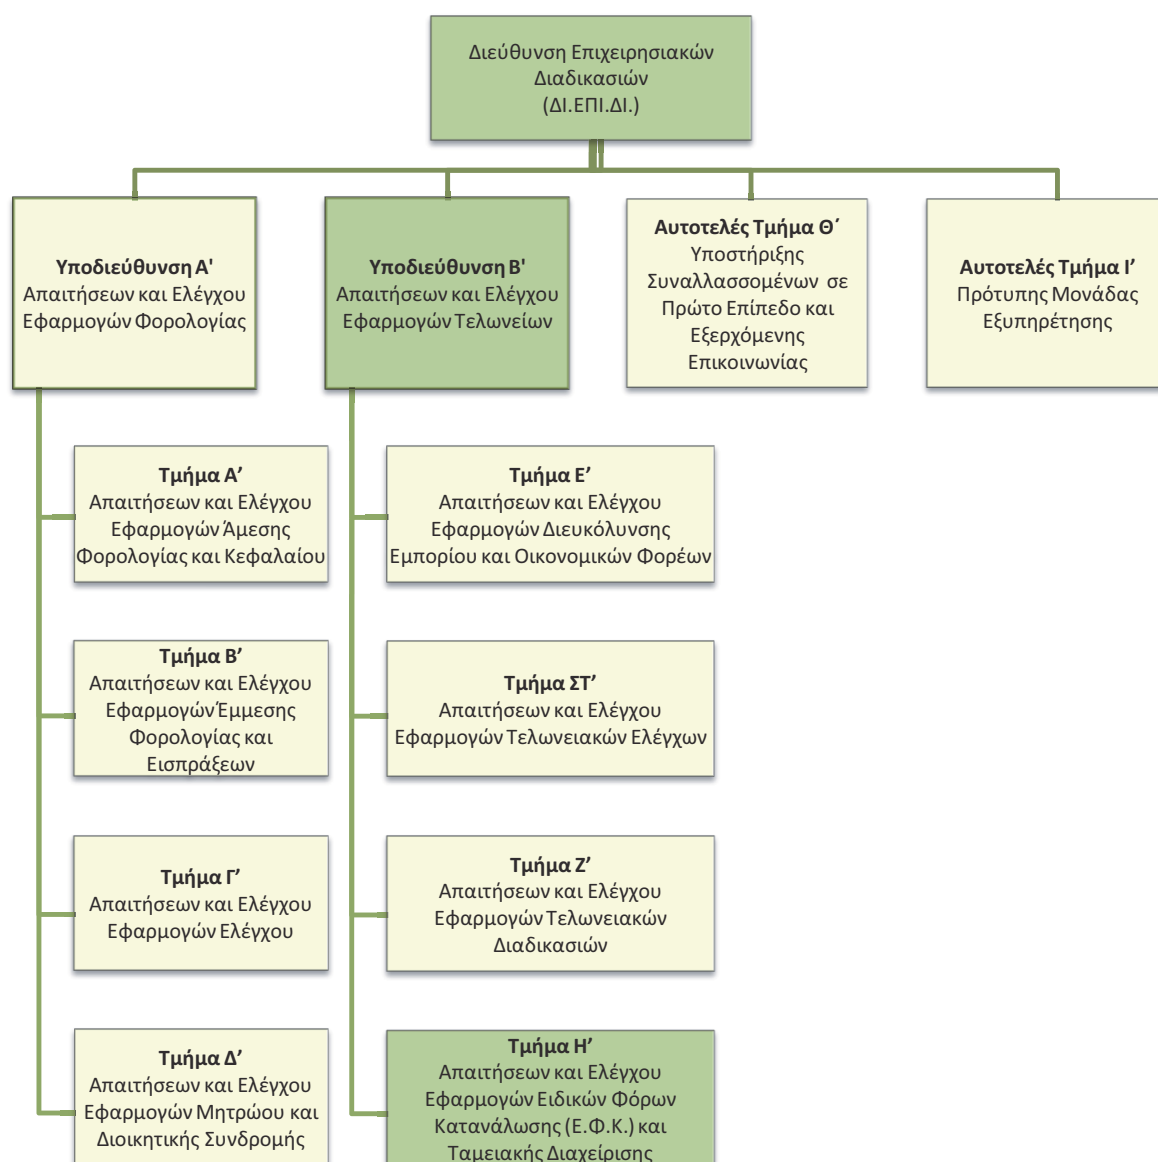 Διεύθυνση Επιχειρησιακών
Διαδικασιών
(ΔΙ.ΕΠΙ.ΔΙ.)
Υποδιεύθυνση Α'
Απαιτήσεων και Ελέγχου
Εφαρμογών Φορολογίας
Υποδιεύθυνση Β'
Απαιτήσεων και Ελέγχου
Εφαρμογών Τελωνείων
Αυτοτελές Τμήμα Θ΄
Υποστήριξης
Συναλλασσομένων σε
Πρώτο Επίπεδο και
Εξερχόμενης
Επικοινωνίας
Αυτοτελές Τμήμα Ι’
Πρότυπης Μονάδας
Εξυπηρέτησης
Τμήμα Α’
Απαιτήσεων και Ελέγχου
Εφαρμογών Άμεσης
Φορολογίας και Κεφαλαίου
Τμήμα Β’
Απαιτήσεων και Ελέγχου
Εφαρμογών Έμμεσης
Φορολογίας και
Εισπράξεων
Τμήμα Γ’
Απαιτήσεων και Ελέγχου
Εφαρμογών Ελέγχου
Τμήμα Δ’
Απαιτήσεων και Ελέγχου
Εφαρμογών Μητρώου και
Διοικητικής Συνδρομής
Τμήμα Ε’
Απαιτήσεων και Ελέγχου
Εφαρμογών Διευκόλυνσης
Εμπορίου και Οικονομικών Φορέων
Τμήμα ΣΤ’
Απαιτήσεων και Ελέγχου
Εφαρμογών Τελωνειακών Ελέγχων
Τμήμα Ζ’
Απαιτήσεων και Ελέγχου
Εφαρμογών Τελωνειακών
Διαδικασιών
Τμήμα Η’
Απαιτήσεων και Ελέγχου
Εφαρμογών Ειδικών Φόρων
Κατανάλωσης (Ε.Φ.Κ.) και
Ταμειακής Διαχείρισης